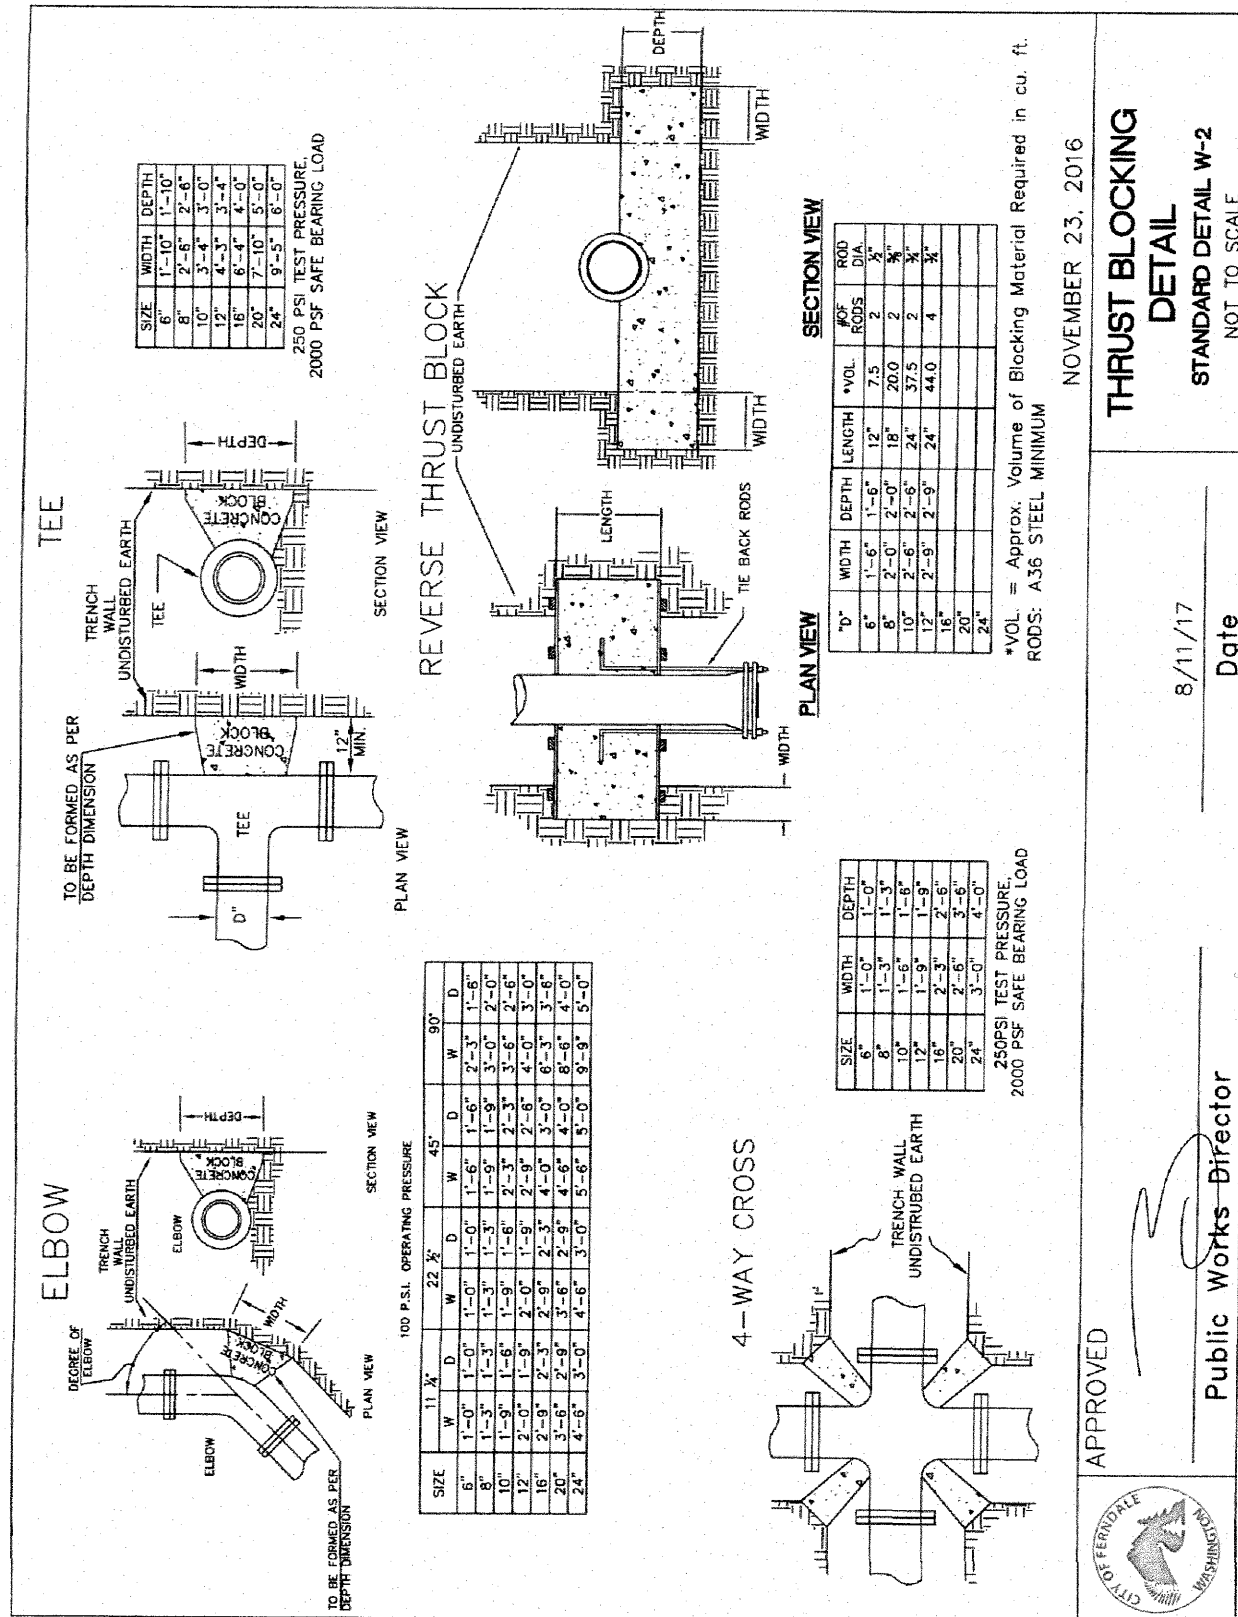 ELBOW
DEGREE OF
ELBOW
TRENCH
WALL
UNDISTURBED EARTH
ELBOW
ELBOW
CONCRETE
BLOCK
WIDTH
CONCRETE
BLOCK
DEPTH
TO BE FORMED AS PER
DEPTH DIMENSION
PLAN VIEW
SECTION VIEW
100 P.S.I. OPERATING PRESSURE
SIZE 11 ¼° 22 ½° 45° 90°
W D W D W D W D
6" 1'-0" 1'-0" 1'-0" 1'-0" 1'-6" 1'-6" 2'-3" 1'-6"
8" 1'-3" 1'-3" 1'-3" 1'-3" 1'-9" 1'-9" 3'-0" 2'-0"
10" 1'-9" 1'-6" 1'-9" 1'-6" 2'-3" 2'-3" 3'-6" 2'-6"
12" 2'-0" 1'-9" 2'-0" 1'-9" 2'-9" 2'-6" 4'-0" 3'-0"
16" 2'-9" 2'-3" 2'-9" 2'-3" 4'-0" 3'-0" 6'-3" 3'-6"
20" 3'-6" 2'-9" 3'-6" 2'-9" 4'-6" 4'-0" 8'-6" 4'-0"
24" 4'-6" 3'-0" 4'-6" 3'-0" 5'-6" 5'-0" 9'-9" 5'-0"
TEE
TO BE FORMED AS PER
DEPTH DIMENSION
TRENCH
WALL
UNDISTURBED EARTH
TEE
D"
TEE
CONCRETE
BLOCK
WIDTH
12"
MIN.
CONCRETE
BLOCK
DEPTH
PLAN VIEW
SECTION VIEW
SIZE WIDTH DEPTH
6" 1'-10" 1'-10"
8" 2'-6" 2'-6"
10" 3'-4" 3'-0"
12" 4'-3" 3'-4"
16" 6'-4" 4'-0"
20" 7'-10" 5'-0"
24" 9'-5" 6'-0"
250 PSI TEST PRESSURE,
2000 PSF SAFE BEARING LOAD
4-WAY CROSS
TRENCH WALL
UNDISTRUBED EARTH
SIZE WIDTH DEPTH
6" 1'-0" 1'-0"
8" 1'-3" 1'-3"
10" 1'-6" 1'-6"
12" 1'-9" 1'-9"
16" 2'-3" 2'-6"
20" 2'-6" 3'-6"
24" 3'-0" 4'-0"
250PSI TEST PRESSURE,
2000 PSF SAFE BEARING LOAD
REVERSE THRUST BLOCK
UNDISTURBED EARTH
LENGTH
TIE BACK RODS
WIDTH
PLAN VIEW
WIDTH
WIDTH
DEPTH
SECTION VIEW
"D" WIDTH DEPTH LENGTH *VOL. #OF RODS ROD DIA.
6" 1'-6" 1'-6" 12" 7.5 2
8" 2'-0" 2'-0" 18" 20.0 2
10" 2'-6" 2'-6" 24" 37.5 2 ¾"
12" 2'-9" 2'-9" 24" 44.0 4 ¾"
16"
20"
24"
*VOL. = Approx. Volume of Blocking Material Required in cu. ft.
RODS: A36 STEEL MINIMUM
NOVEMBER 23, 2016
CITY OF FERNDALE
WASHINGTON
APPROVED
Public Works Director
8/11/17
Date
THRUST BLOCKING
DETAIL
STANDARD DETAIL W-2
NOT TO SCALE